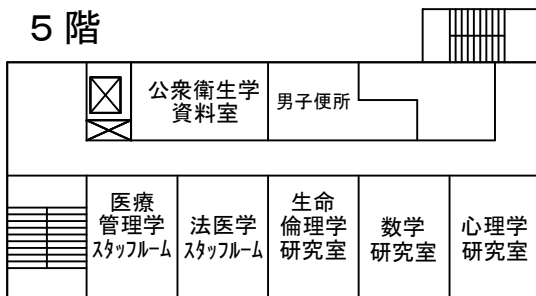 5階
公衆衛生学
資料室
男子便所
医療
管理学
スタッフルーム
法医学
スタッフルーム
生命
倫理学
研究室
数学
研究室
心理学
研究室